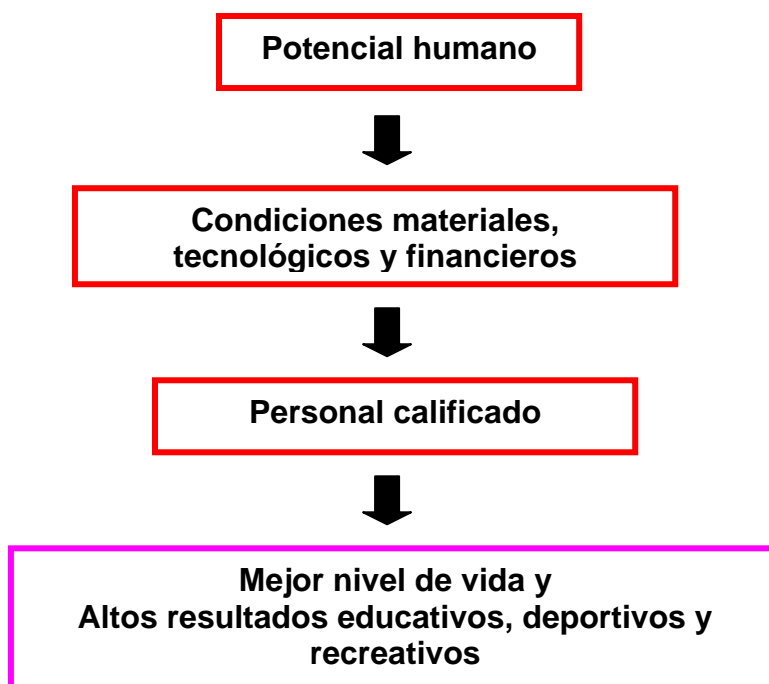 Potencial humano
Condiciones materiales,
tecnológicos y financieros
Personal calificado
Mejor nivel de vida y
Altos resultados educativos, deportivos y
recreativos